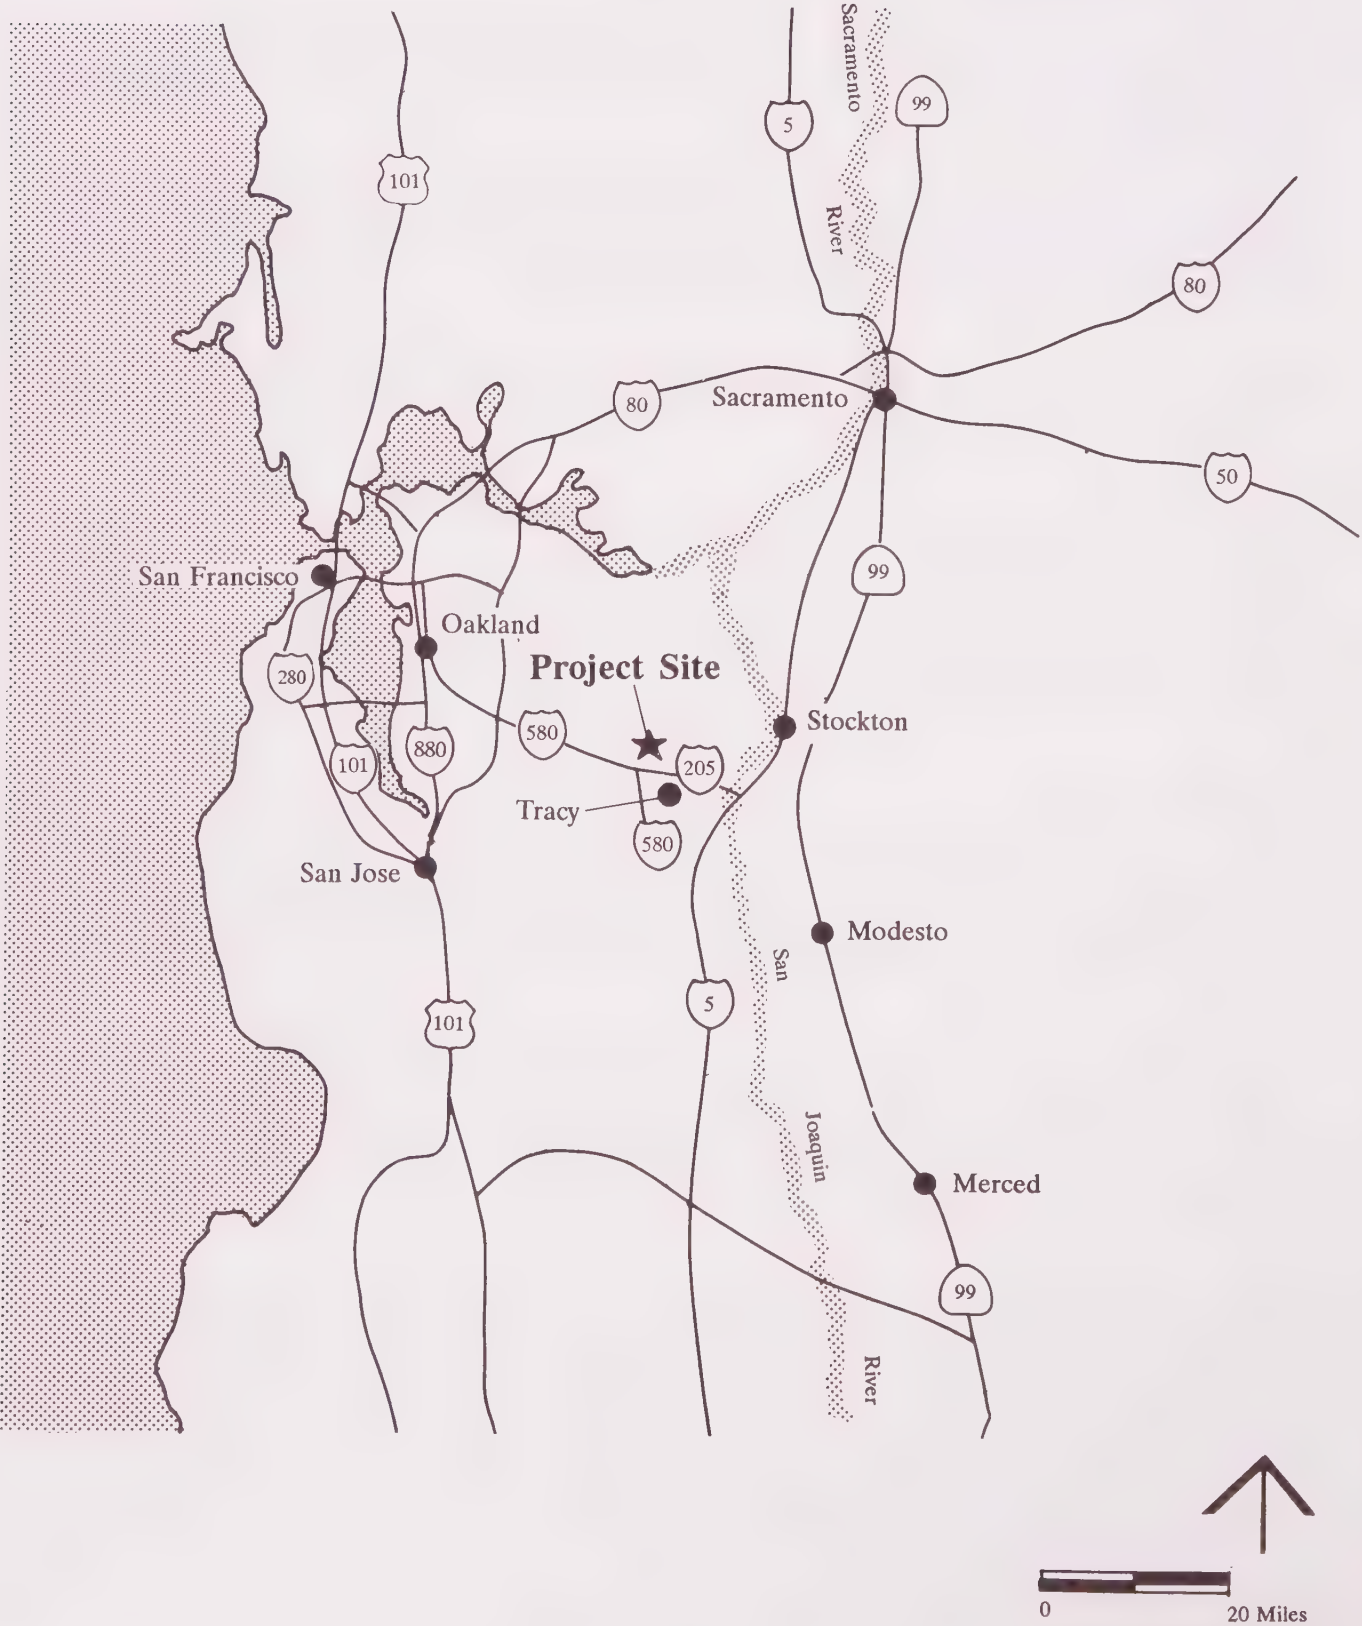 Sacramento
99
5
101
River
80
80
Sacramento
50
99
San Francisco
Oakland
Project Site
280
Stockton
580
880
101
205
Tracy
580
San Jose
Modesto
San
5
101
Joaquin
Merced
99
River
0
20 Miles